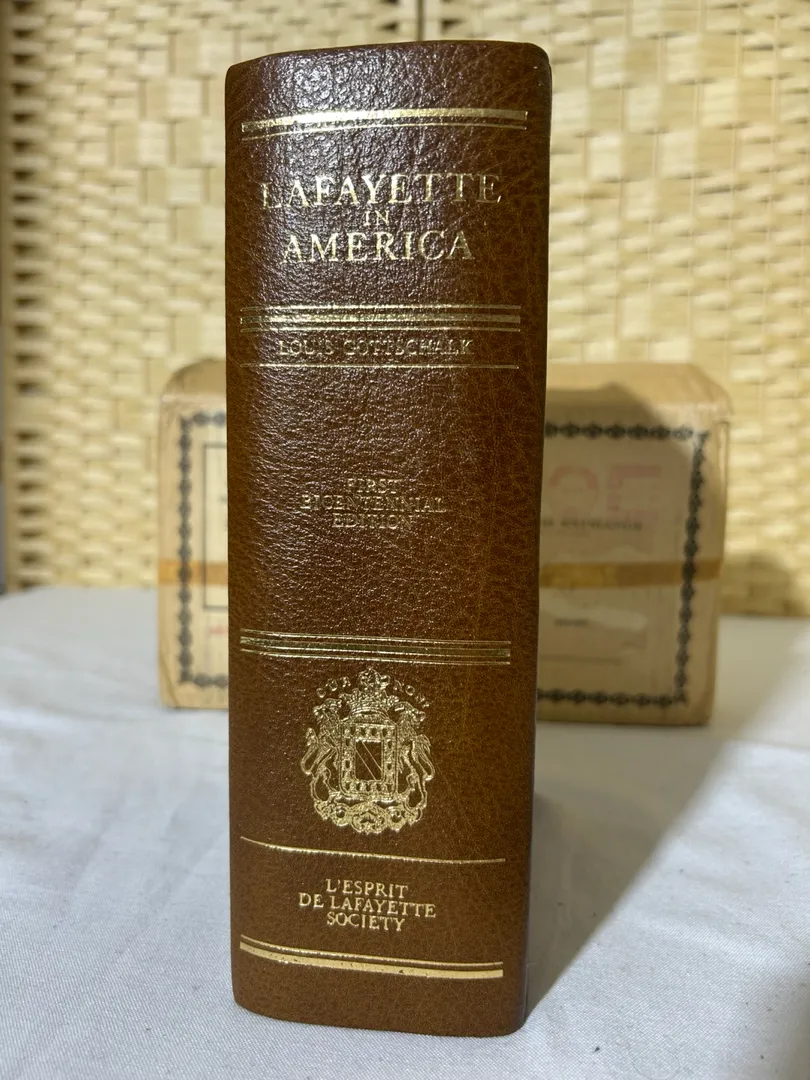 LAFAYETTE
IN
AMERICA
LOUIS GOTTSCHALK
FIRST
BICENTENNIAL
EDITION
CUR NON
L'ESPRIT
DE LAFAYETTE
SOCIETY